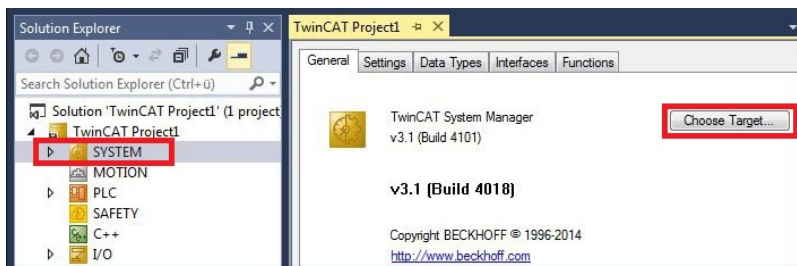 Solution Explorer
Search Solution Explorer (Ctrl+ü)
Solution 'TwinCAT Project1' (1 project
TwinCAT Project1
SYSTEM
MOTION
PLC
SAFETY
C++
I/O
TwinCAT Project1
General Settings Data Types Interfaces Functions
TwinCAT System Manager
v3.1 (Build 4101)
Choose Target...
v3.1 (Build 4018)
Copyright BECKHOFF © 1996-2014
http://www.beckhoff.com